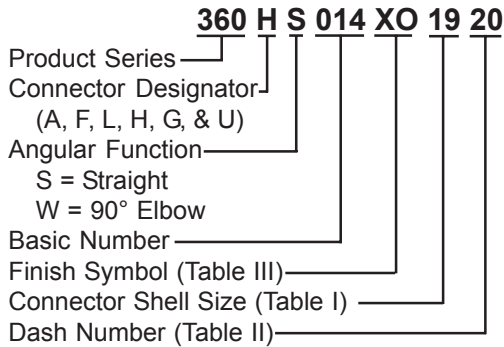 360 H S 014 XO 19 20
Product Series
Connector Designator
(A, F, L, H, G, & U)
Angular Function
S = Straight
W = 90° Elbow
Basic Number
Finish Symbol (Table III)
Connector Shell Size (Table I)
Dash Number (Table II)